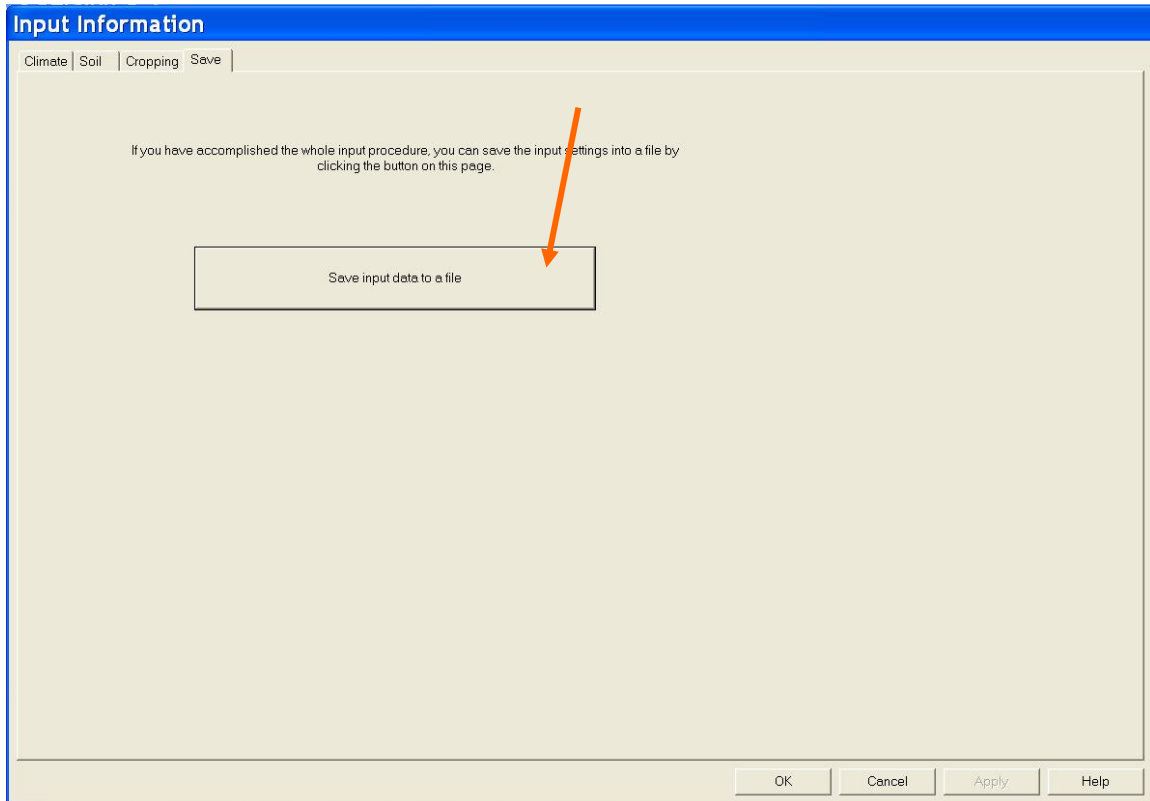 Input Information
Climate Soil Cropping Save
If you have accomplished the whole input procedure, you can save the input settings into a file by
clicking the button on this page.
Save input data to a file
OK Cancel Apply Help